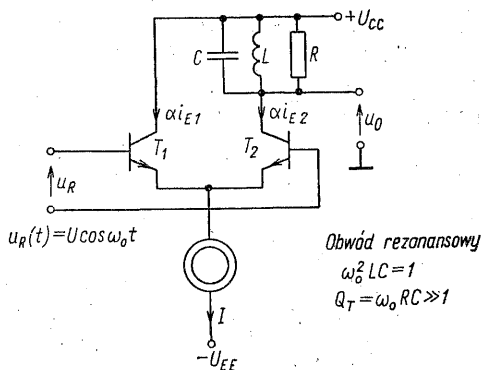 +U_CC
C
L
R
αi_E1
αi_E2
u_0
T_1
T_2
u_R
u_R(t)=U cos ω_0 t
Obwód rezonansowy
ω_0^2 LC=1
Q_T=ω_0 RC≫1
I
-U_EE